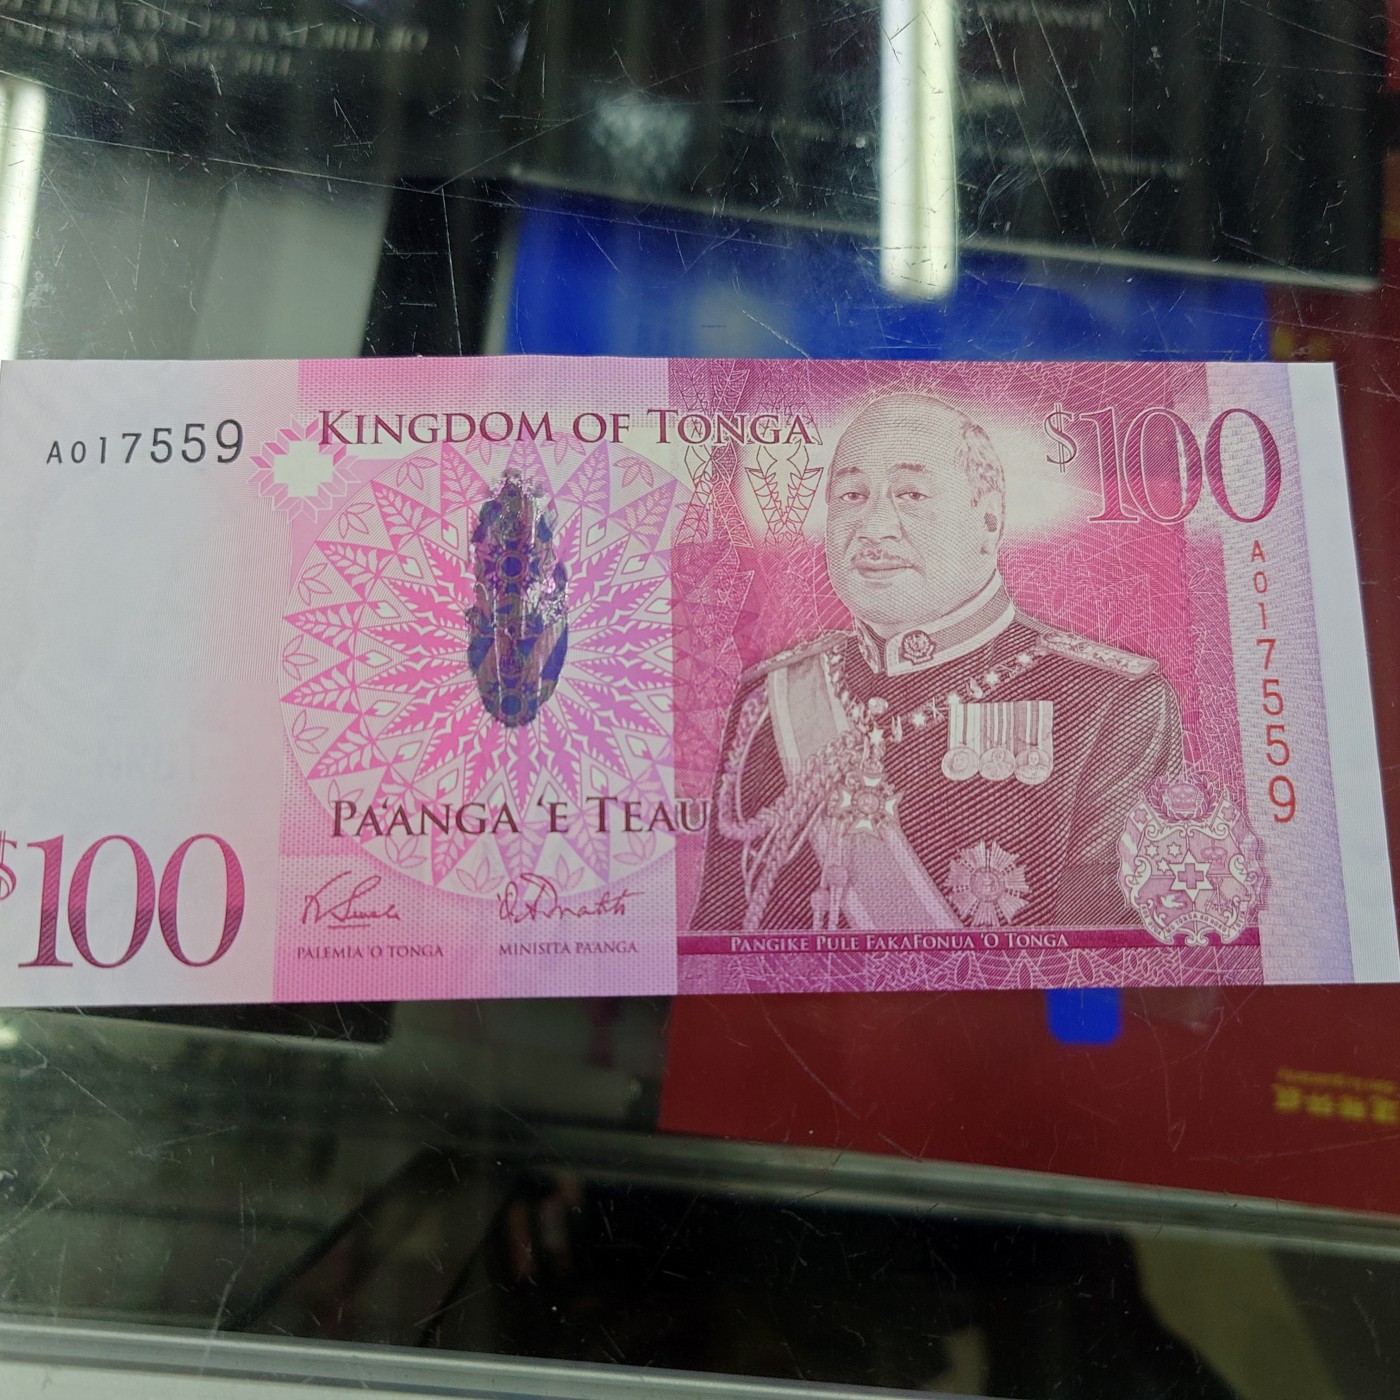 A017559
KINGDOM OF TONGA
$100
A017559
PA'ANGA 'E TEAU
$100
PALEMIA 'O TONGA
MINISITA PA'ANGA
PANGIKE PULE FAKAFONUA 'O TONGA